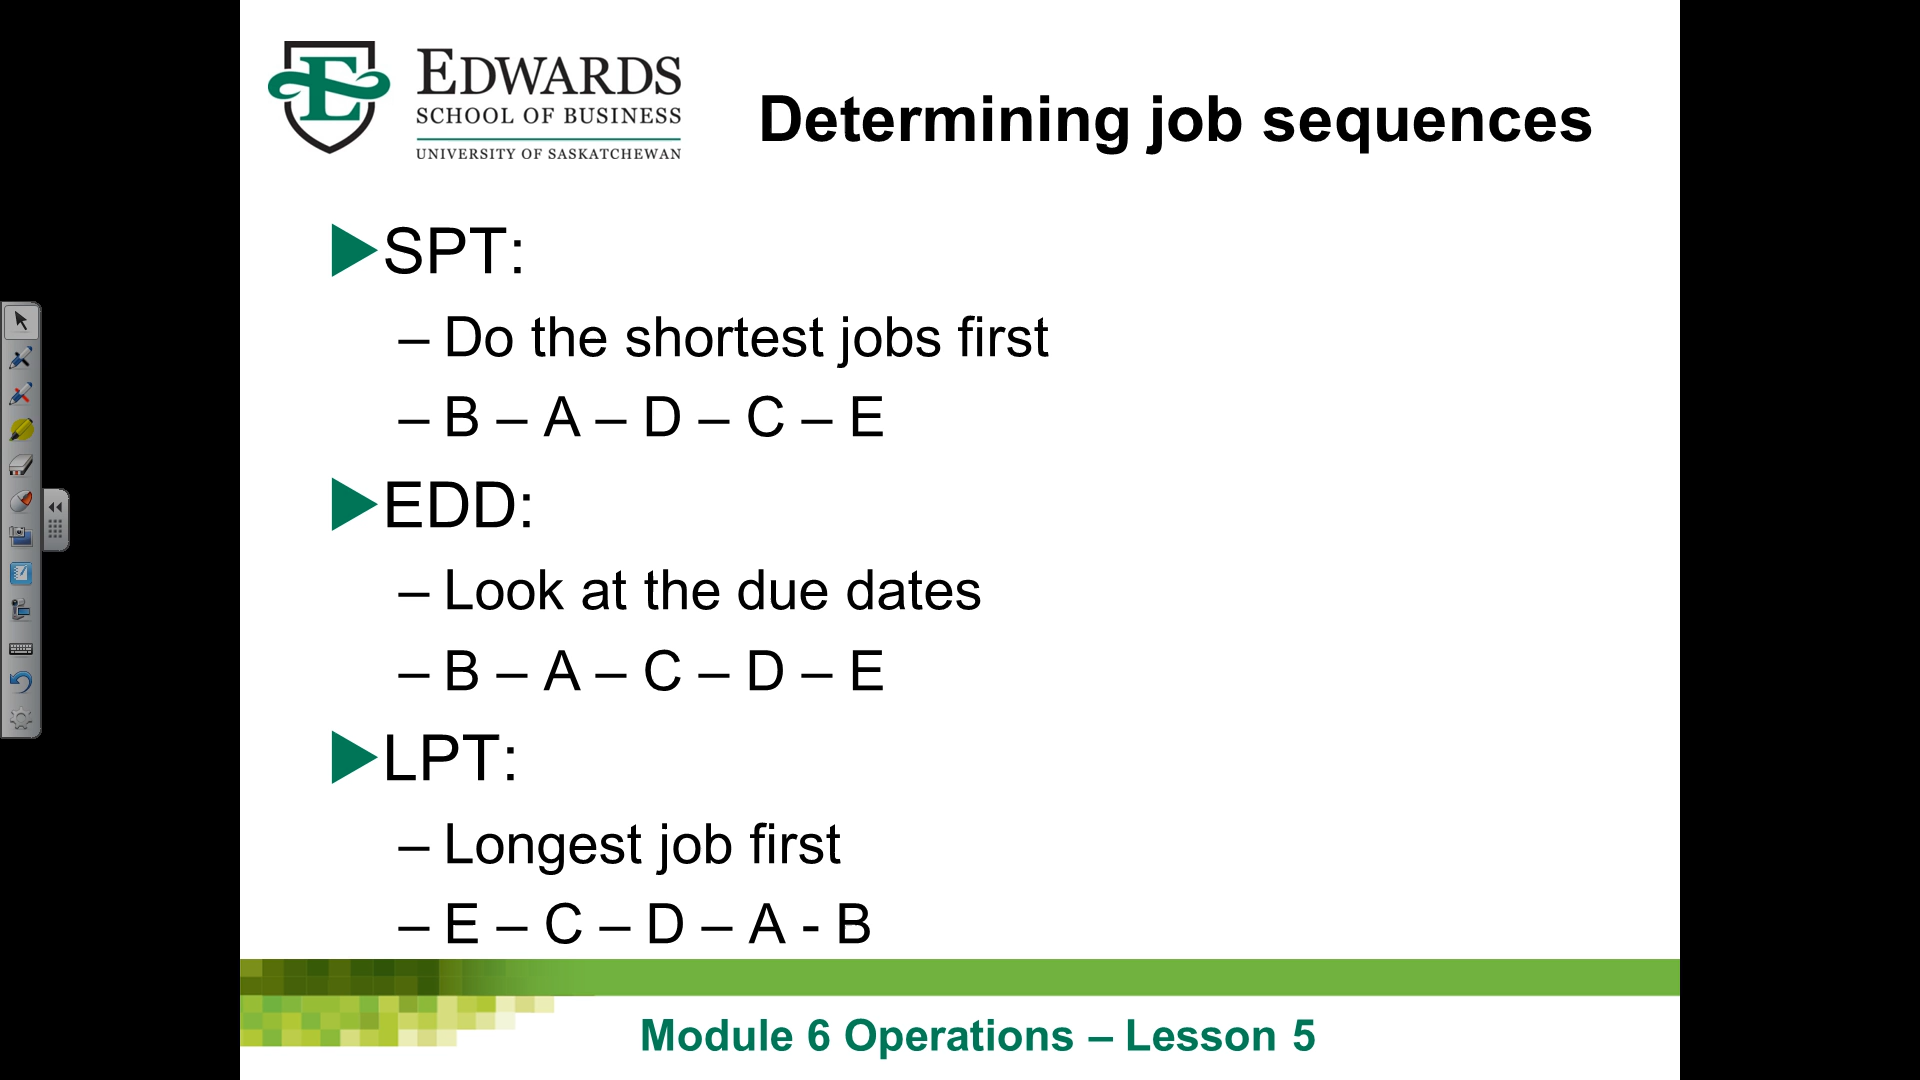 EDWARDS
SCHOOL OF BUSINESS
UNIVERSITY OF SASKATCHEWAN
Determining job sequences
SPT:
– Do the shortest jobs first
– B – A – D – C – E
EDD:
– Look at the due dates
– B – A – C – D – E
LPT:
– Longest job first
– E – C – D – A - B
Module 6 Operations – Lesson 5